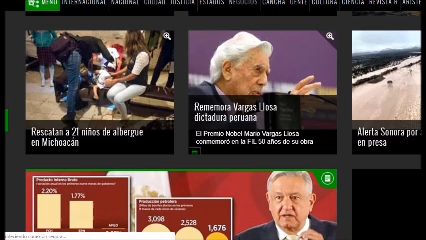 MENÚ INTERNACIONAL NACIONAL CIUDAD JUSTICIA ESTADOS NEGOCIOS CANCHA GENTE CULTURA CIENCIA REVISTA R
Rescatan a 21 niños de albergue
en Michoacán
Rememora Vargas Llosa
dictadura peruana
El Premio Nobel Mario Vargas Llosa
conmemoró en la FIL 50 años de su obra
Alerta Sonora por
en presa
Producto Interno Bruto
2.20%
1.77%
Producción petrolera
3,098
2,528
1,676